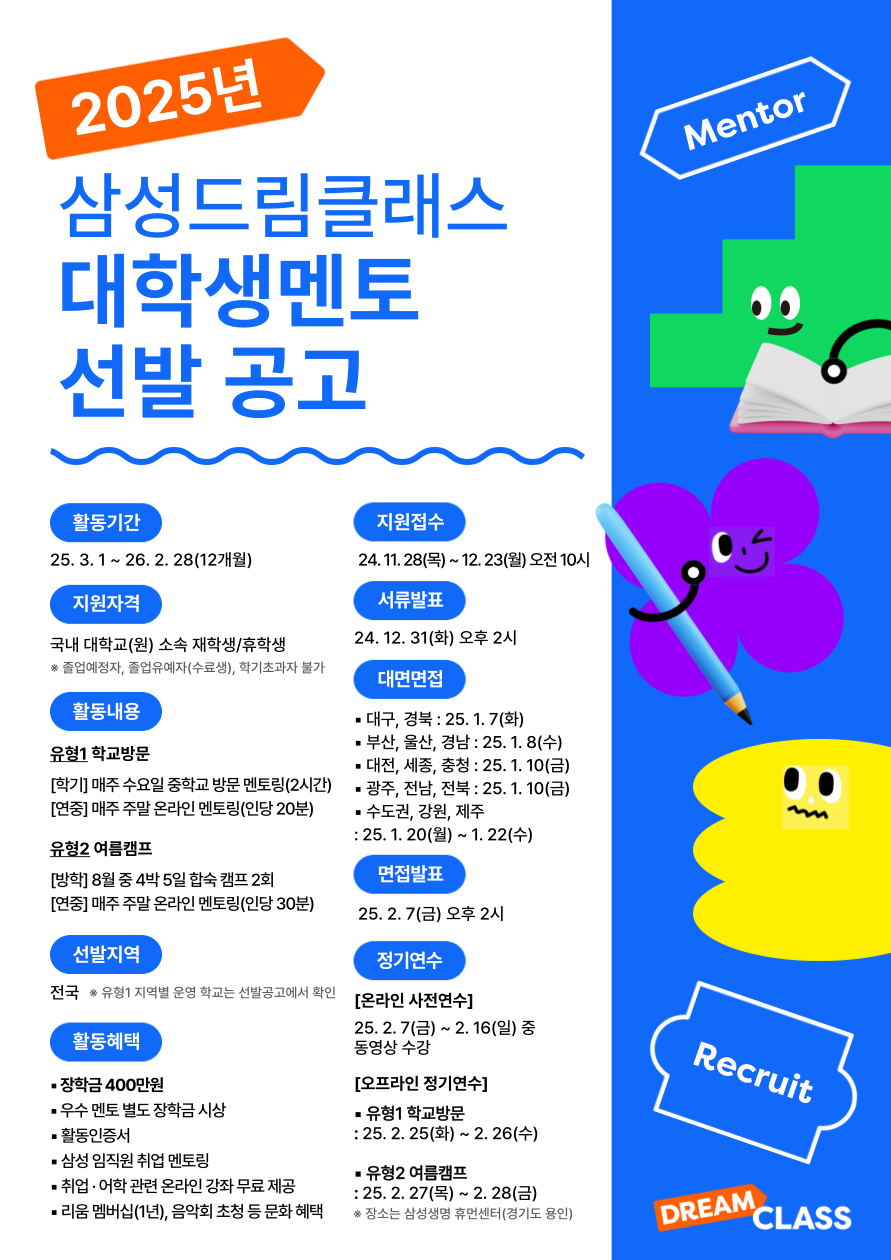 2025년
삼성드림클래스
대학생멘토
선발 공고
활동기간
25. 3. 1 ~ 26. 2. 28(12개월)
지원자격
국내 대학교(원) 소속 재학생/휴학생
※ 졸업예정자, 졸업유예자(수료생), 학기초과자 불가
활동내용
유형1 학교방문
[학기] 매주 수요일 중학교 방문 멘토링(2시간)
[연중] 매주 주말 온라인 멘토링(인당 20분)
유형2 여름캠프
[방학] 8월 중 4박 5일 합숙 캠프 2회
[연중] 매주 주말 온라인 멘토링(인당 30분)
선발지역
전국 ※ 유형1 지역별 운영 학교는 선발공고에서 확인
활동혜택
▪ 장학금 400만원
▪ 우수 멘토 별도 장학금 시상
▪ 활동인증서
▪ 삼성 임직원 취업 멘토링
▪ 취업 · 어학 관련 온라인 강좌 무료 제공
▪ 리움 멤버십(1년), 음악회 초청 등 문화 혜택
지원접수
24. 11. 28(목) ~ 12. 23(월) 오전 10시
서류발표
24. 12. 31(화) 오후 2시
대면면접
▪ 대구, 경북 : 25. 1. 7(화)
▪ 부산, 울산, 경남 : 25. 1. 8(수)
▪ 대전, 세종, 충청 : 25. 1. 10(금)
▪ 광주, 전남, 전북 : 25. 1. 10(금)
▪ 수도권, 강원, 제주
: 25. 1. 20(월) ~ 1. 22(수)
면접발표
25. 2. 7(금) 오후 2시
정기연수
[온라인 사전연수]
25. 2. 7(금) ~ 2. 16(일) 중
동영상 수강
[오프라인 정기연수]
▪ 유형1 학교방문
: 25. 2. 25(화) ~ 2. 26(수)
▪ 유형2 여름캠프
: 25. 2. 27(목) ~ 2. 28(금)
※ 장소는 삼성생명 휴먼센터(경기도 용인)
Mentor
Recruit
DREAM
CLASS